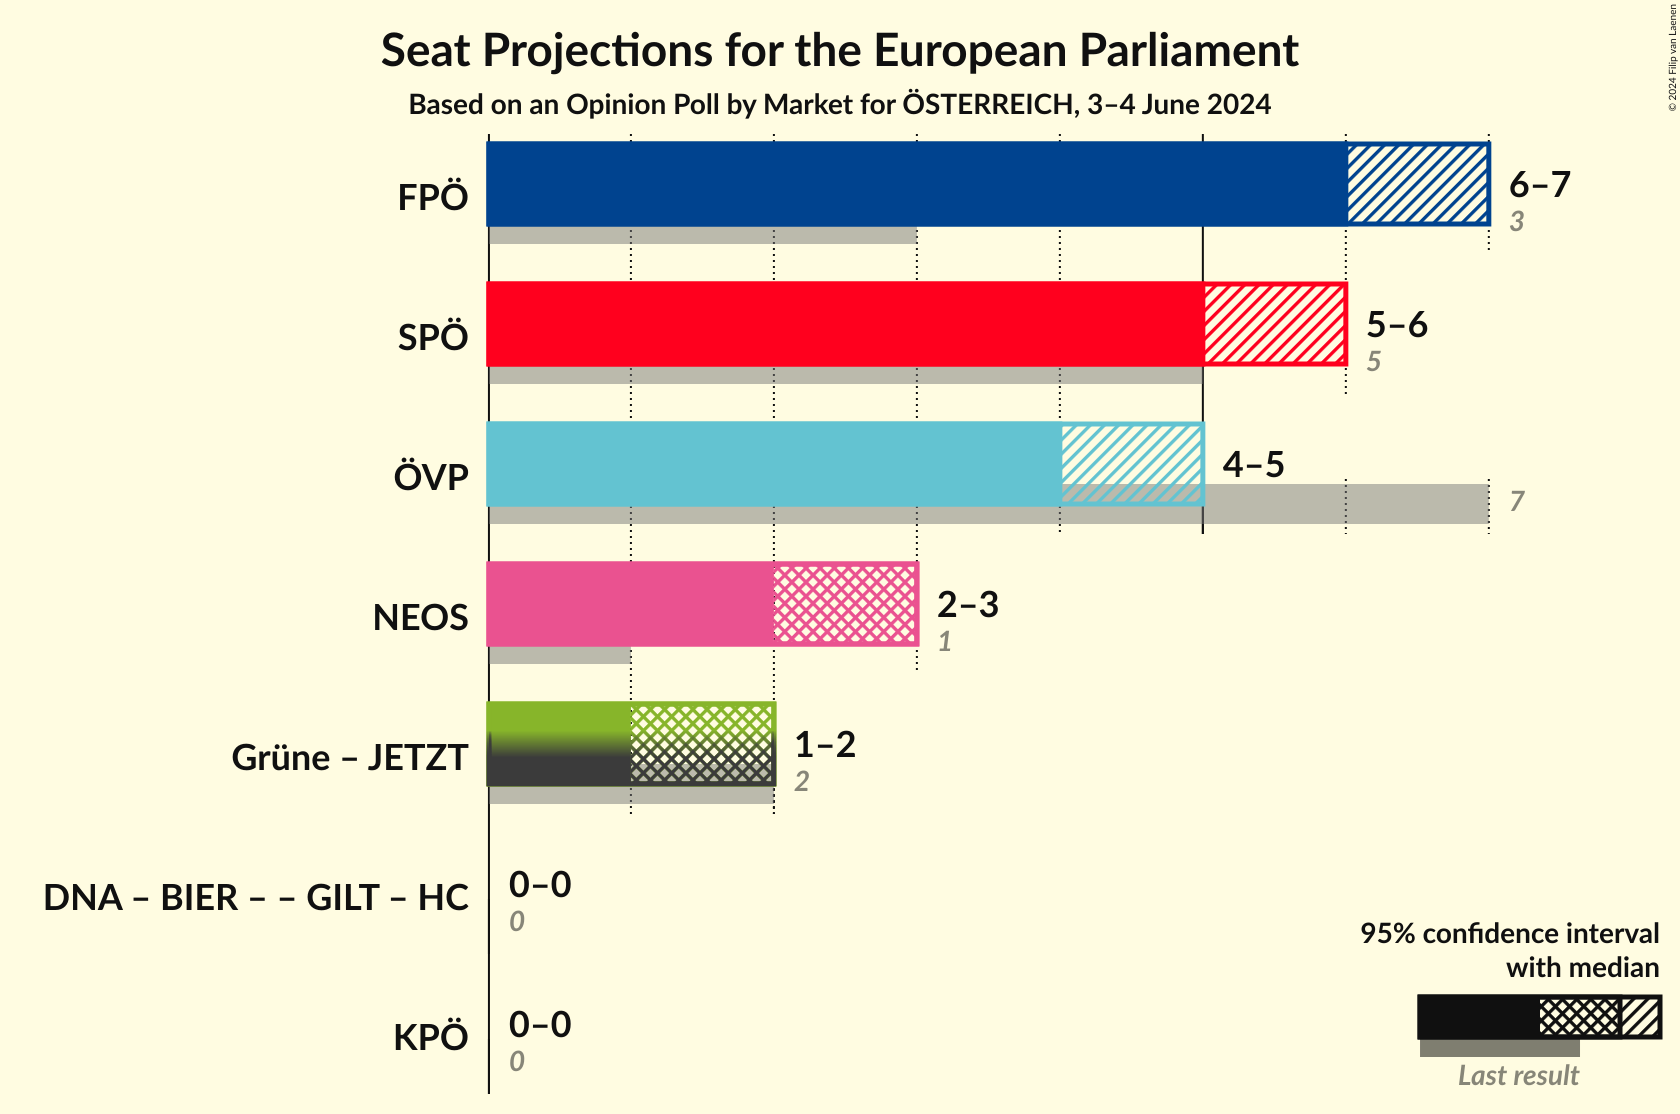 Seat Projections for the European Parliament
Based on an Opinion Poll by Market for ÖSTERREICH, 3–4 June 2024
© 2024 Filip van Laenen
FPÖ
6–7
3
SPÖ
5–6
5
ÖVP
4–5
7
NEOS
2–3
1
Grüne – JETZT
1–2
2
DNA – BIER – – GILT – HC
0–0
0
KPÖ
0–0
0
95% confidence interval
with median
Last result